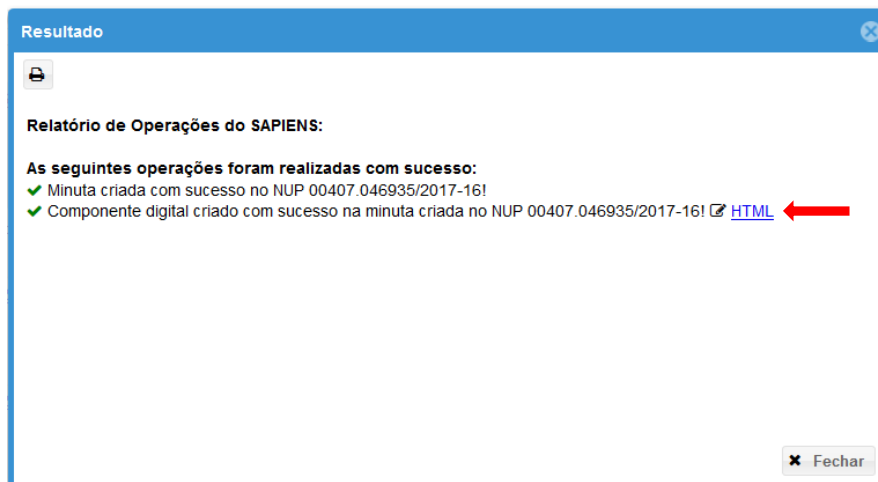 Resultado
Relatório de Operações do SAPIENS:
As seguintes operações foram realizadas com sucesso:
Minuta criada com sucesso no NUP 00407.046935/2017-16!
Componente digital criado com sucesso na minuta criada no NUP 00407.046935/2017-16! HTML
Fechar